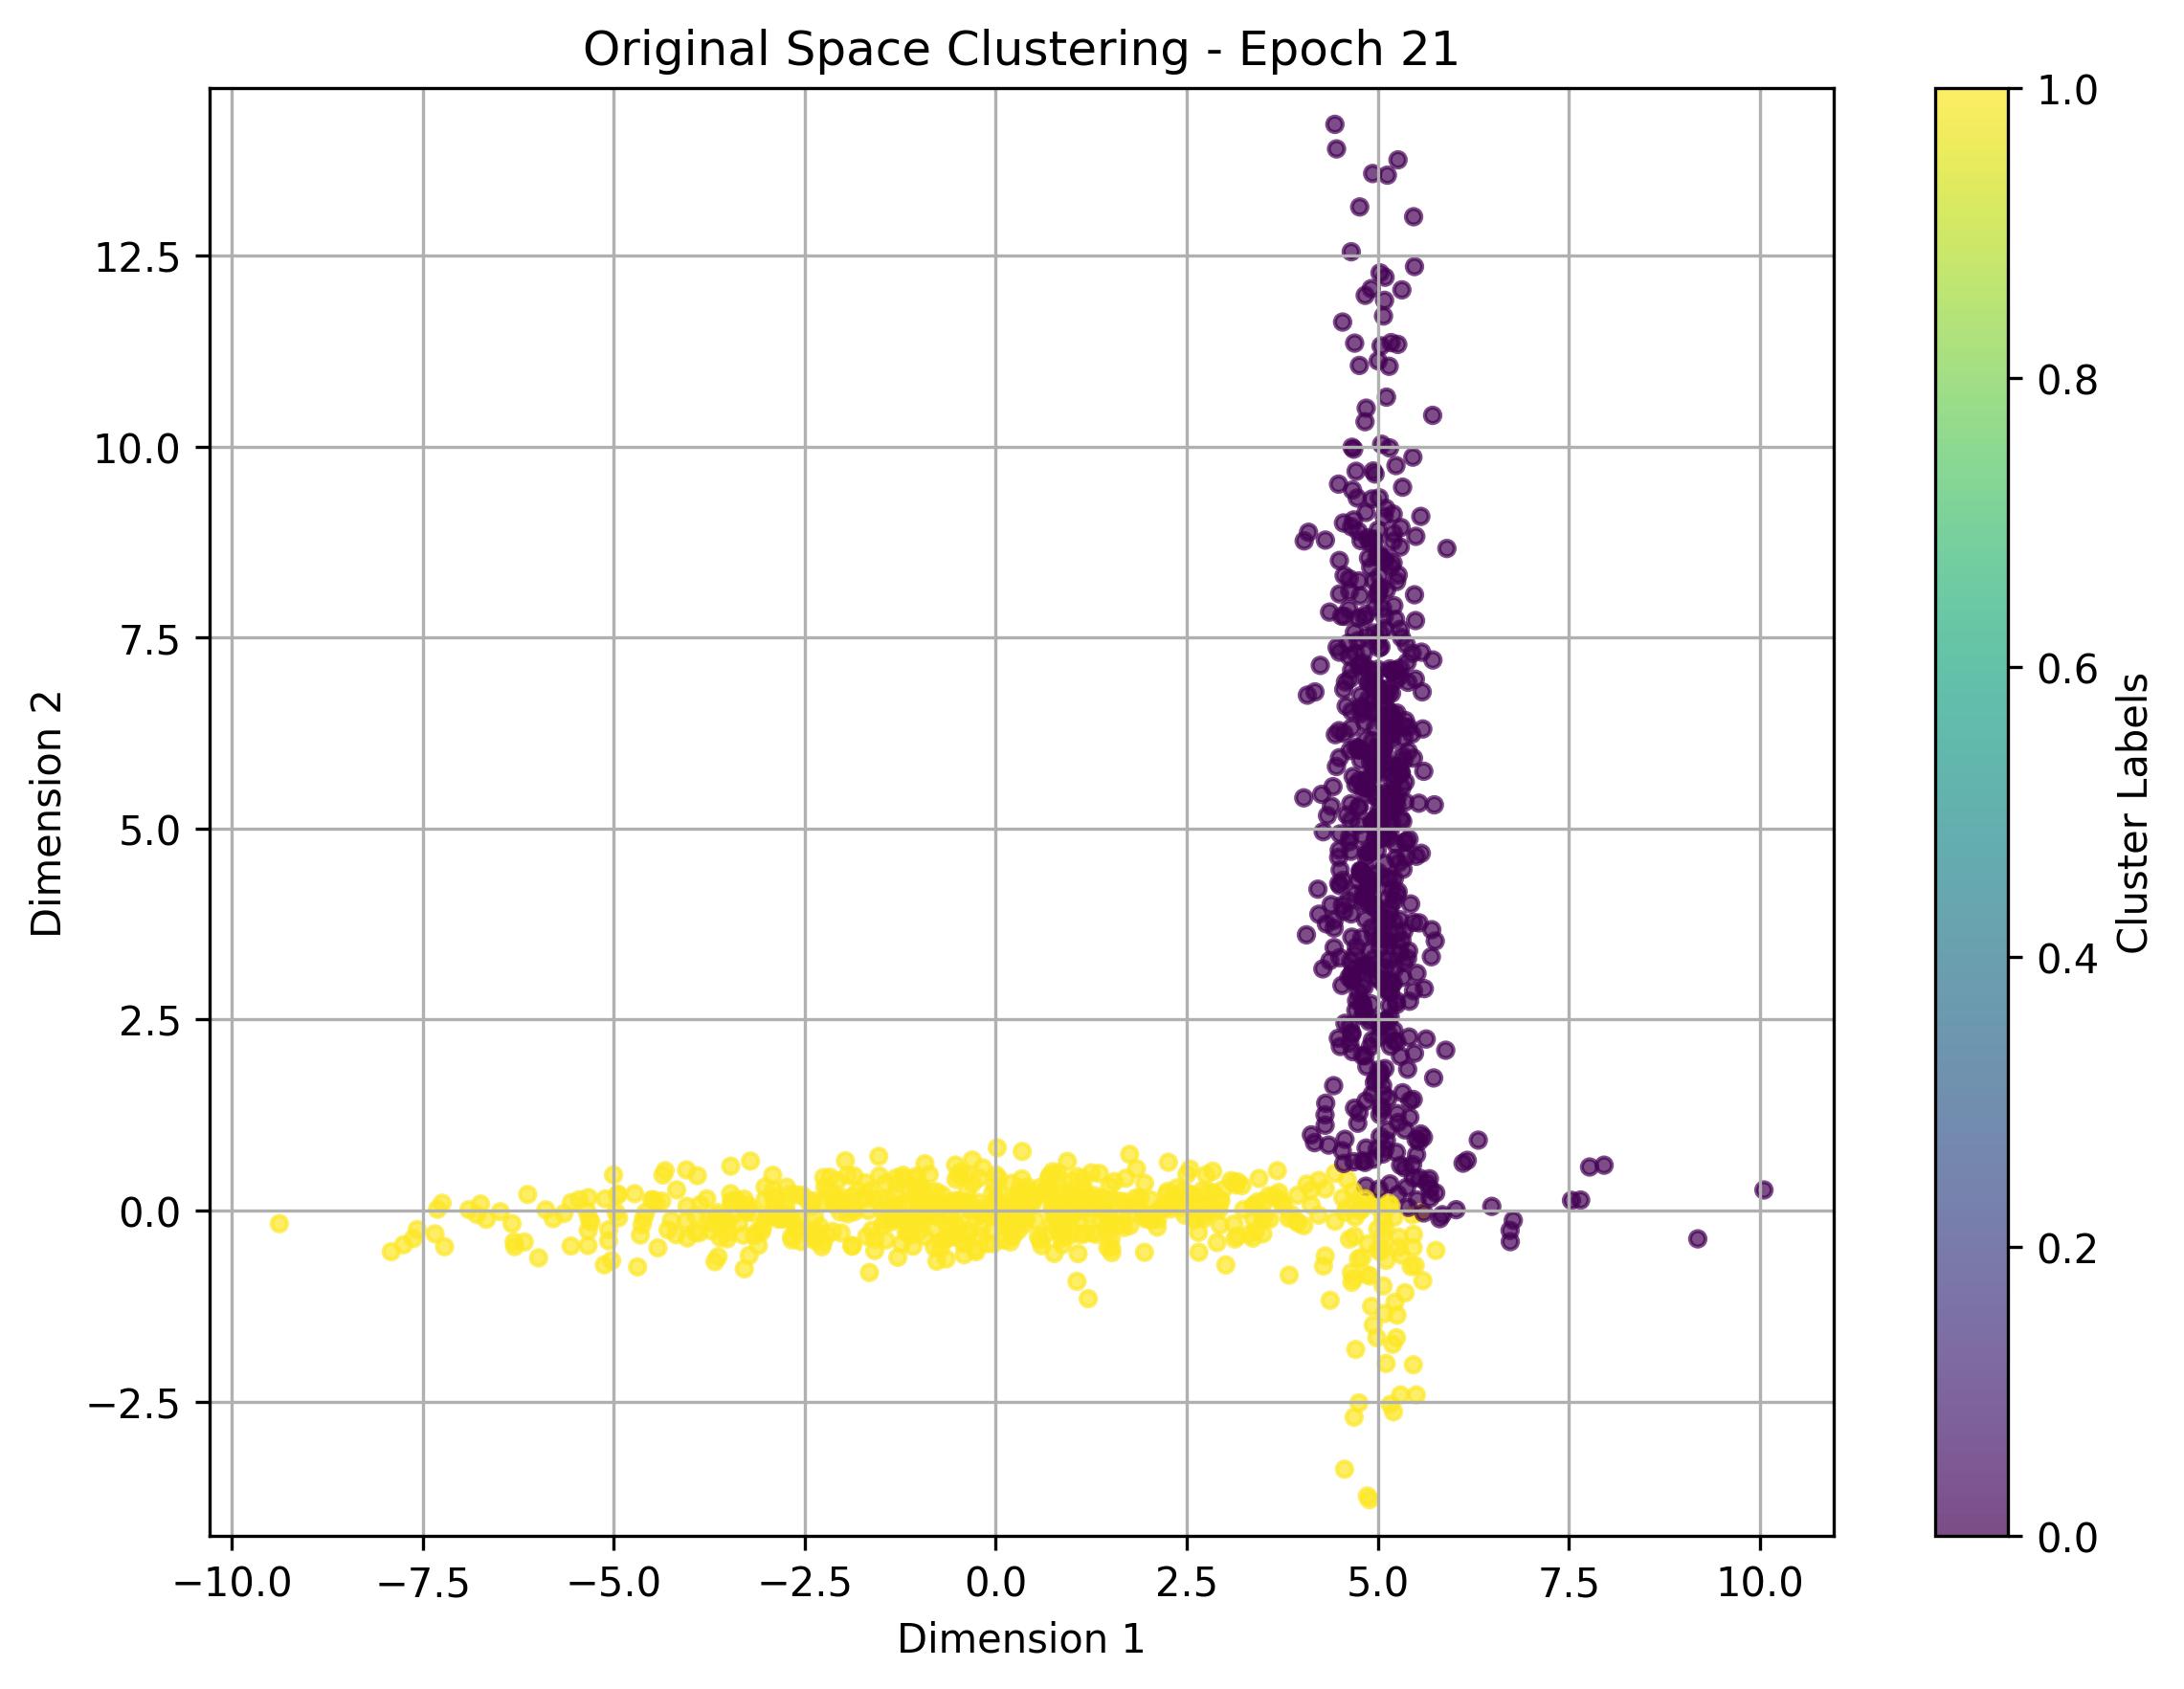 Original Space Clustering - Epoch 21
Dimension 2
12.5
10.0
7.5
5.0
2.5
0.0
−2.5
−10.0 −7.5 −5.0 −2.5 0.0 2.5 5.0 7.5 10.0
Dimension 1
1.0
0.8
0.6
0.4
0.2
0.0
Cluster Labels